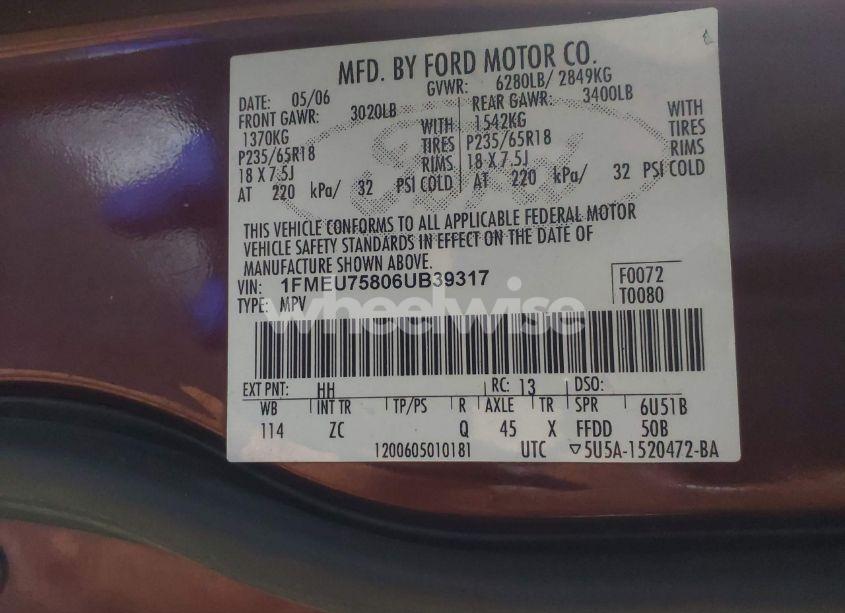 MFD. BY FORD MOTOR CO.
DATE: 05/06 GVWR: 6280LB/ 2849KG
FRONT GAWR: 3020LB REAR GAWR: 3400LB
1370KG WITH 1542KG WITH
P235/65R18 TIRES P235/65R18 TIRES
18 X 7.5J RIMS 18 X 7.5J RIMS
AT 220 kPa/ 32 PSI COLD AT 220 kPa/ 32 PSI COLD
Ford
THIS VEHICLE CONFORMS TO ALL APPLICABLE FEDERAL MOTOR
VEHICLE SAFETY STANDARDS IN EFFECT ON THE DATE OF
MANUFACTURE SHOWN ABOVE.
VIN: 1FMEU75806UB39317 F0072
TYPE: MPV T0080
wheelwise
EXT PNT: HH RC: 13 DSO:
WB INT TR TP/PS R AXLE TR SPR 6U51B
114 ZC Q 45 X FFDD 50B
1200605010181 UTC ▽5U5A-1520472-BA